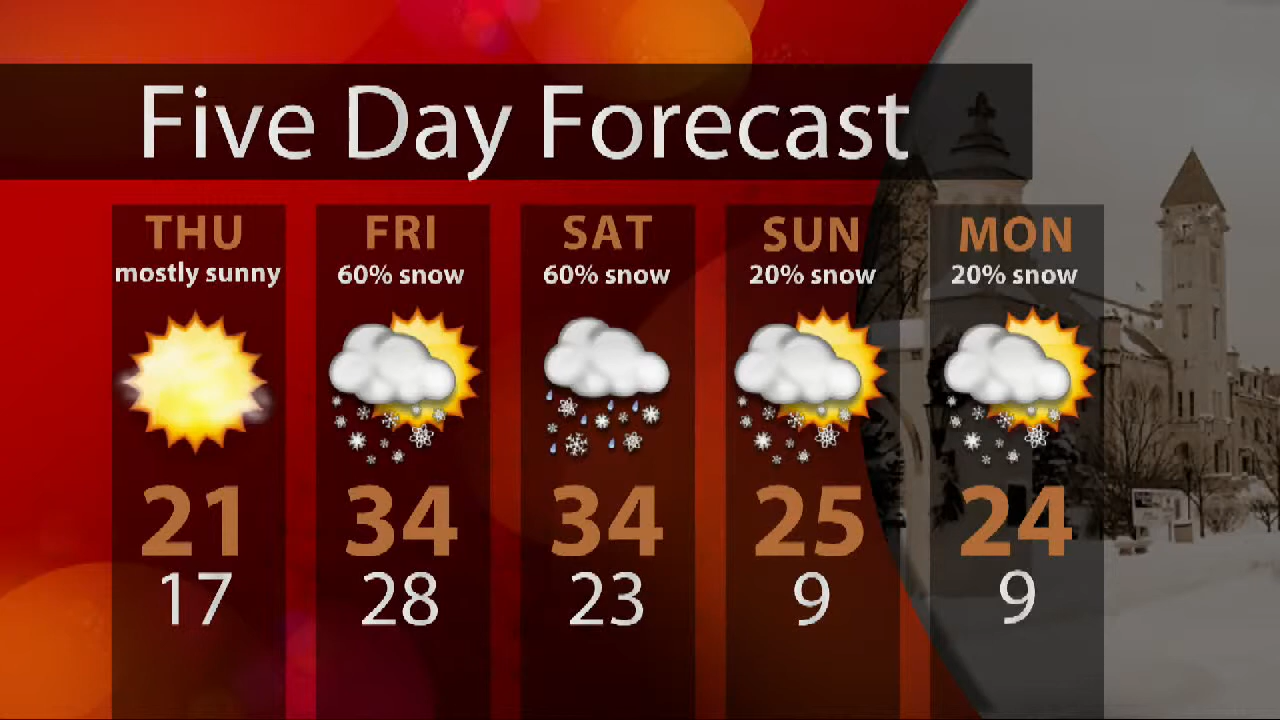 Five Day Forecast
THU
mostly sunny
21
17
FRI
60% snow
34
28
SAT
60% snow
34
23
SUN
20% snow
25
9
MON
20% snow
24
9